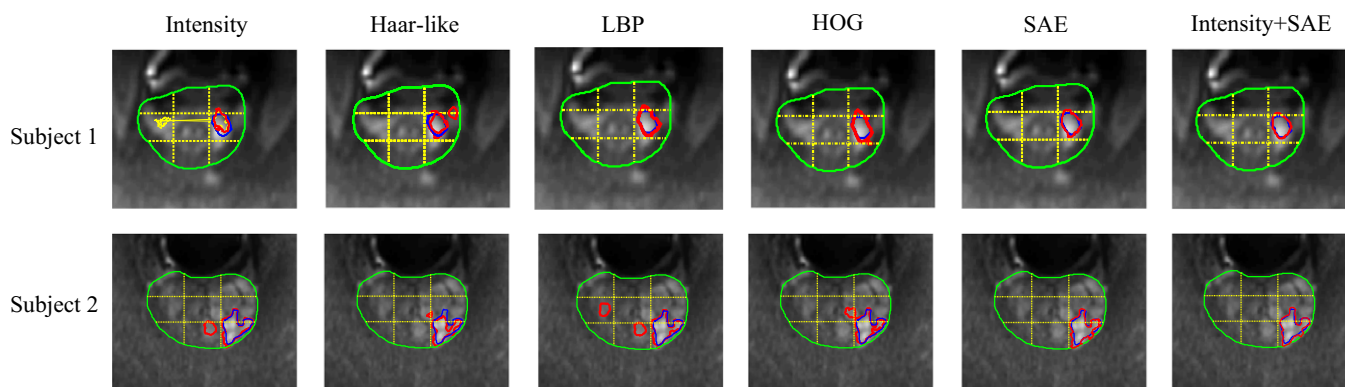 Intensity Haar-like LBP HOG SAE Intensity+SAE
Subject 1
Subject 2